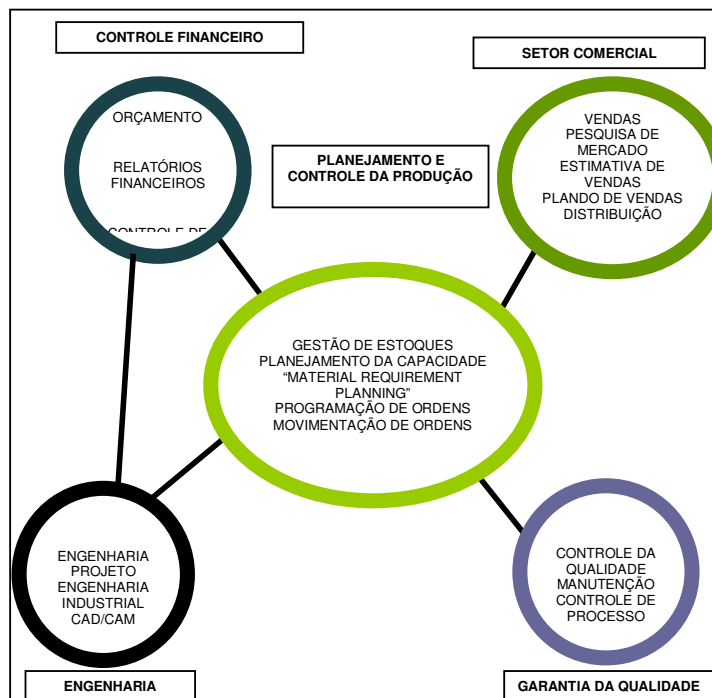 CONTROLE FINANCEIRO
SETOR COMERCIAL
ORÇAMENTO
RELATÓRIOS
FINANCEIROS
CONTROLE DE
PLANEJAMENTO E
CONTROLE DA PRODUÇÃO
VENDAS
PESQUISA DE
MERCADO
ESTIMATIVA DE
VENDAS
PLANDO DE VENDAS
DISTRIBUIÇÃO
GESTÃO DE ESTOQUES
PLANEJAMENTO DA CAPACIDADE
“MATERIAL REQUIREMENT
PLANNING”
PROGRAMAÇÃO DE ORDENS
MOVIMENTAÇÃO DE ORDENS
ENGENHARIA
PROJETO
ENGENHARIA
INDUSTRIAL
CAD/CAM
CONTROLE DA
QUALIDADE
MANUTENÇÃO
CONTROLE DE
PROCESSO
ENGENHARIA
GARANTIA DA QUALIDADE